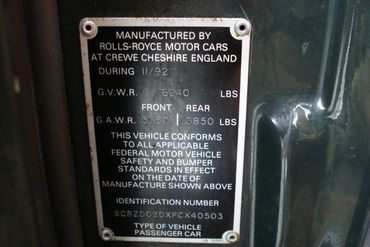 MANUFACTURED BY
ROLLS-ROYCE MOTOR CARS
AT CREWE CHESHIRE ENGLAND
DURING 11/92
G.V.W.R. 6240 LBS
FRONT REAR
G.A.W.R. 3350 3850 LBS
THIS VEHICLE CONFORMS
TO ALL APPLICABLE
FEDERAL MOTOR VEHICLE
SAFETY AND BUMPER
STANDARDS IN EFFECT
ON THE DATE OF
MANUFACTURE SHOWN ABOVE
IDENTIFICATION NUMBER
SCBZD02DXPCX40503
TYPE OF VEHICLE
PASSENGER CAR